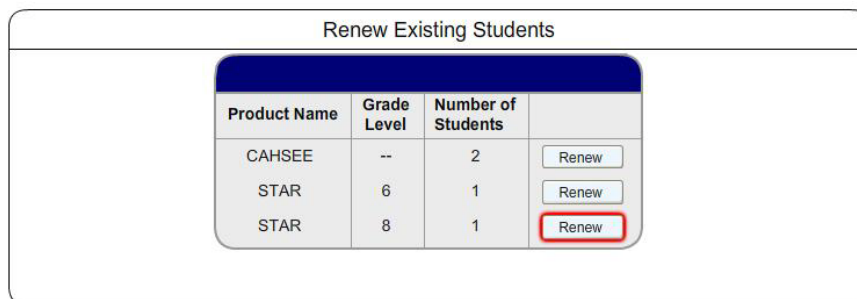 Renew Existing Students
Product Name Grade Level Number of Students
CAHSEE -- 2 Renew
STAR 6 1 Renew
STAR 8 1 Renew